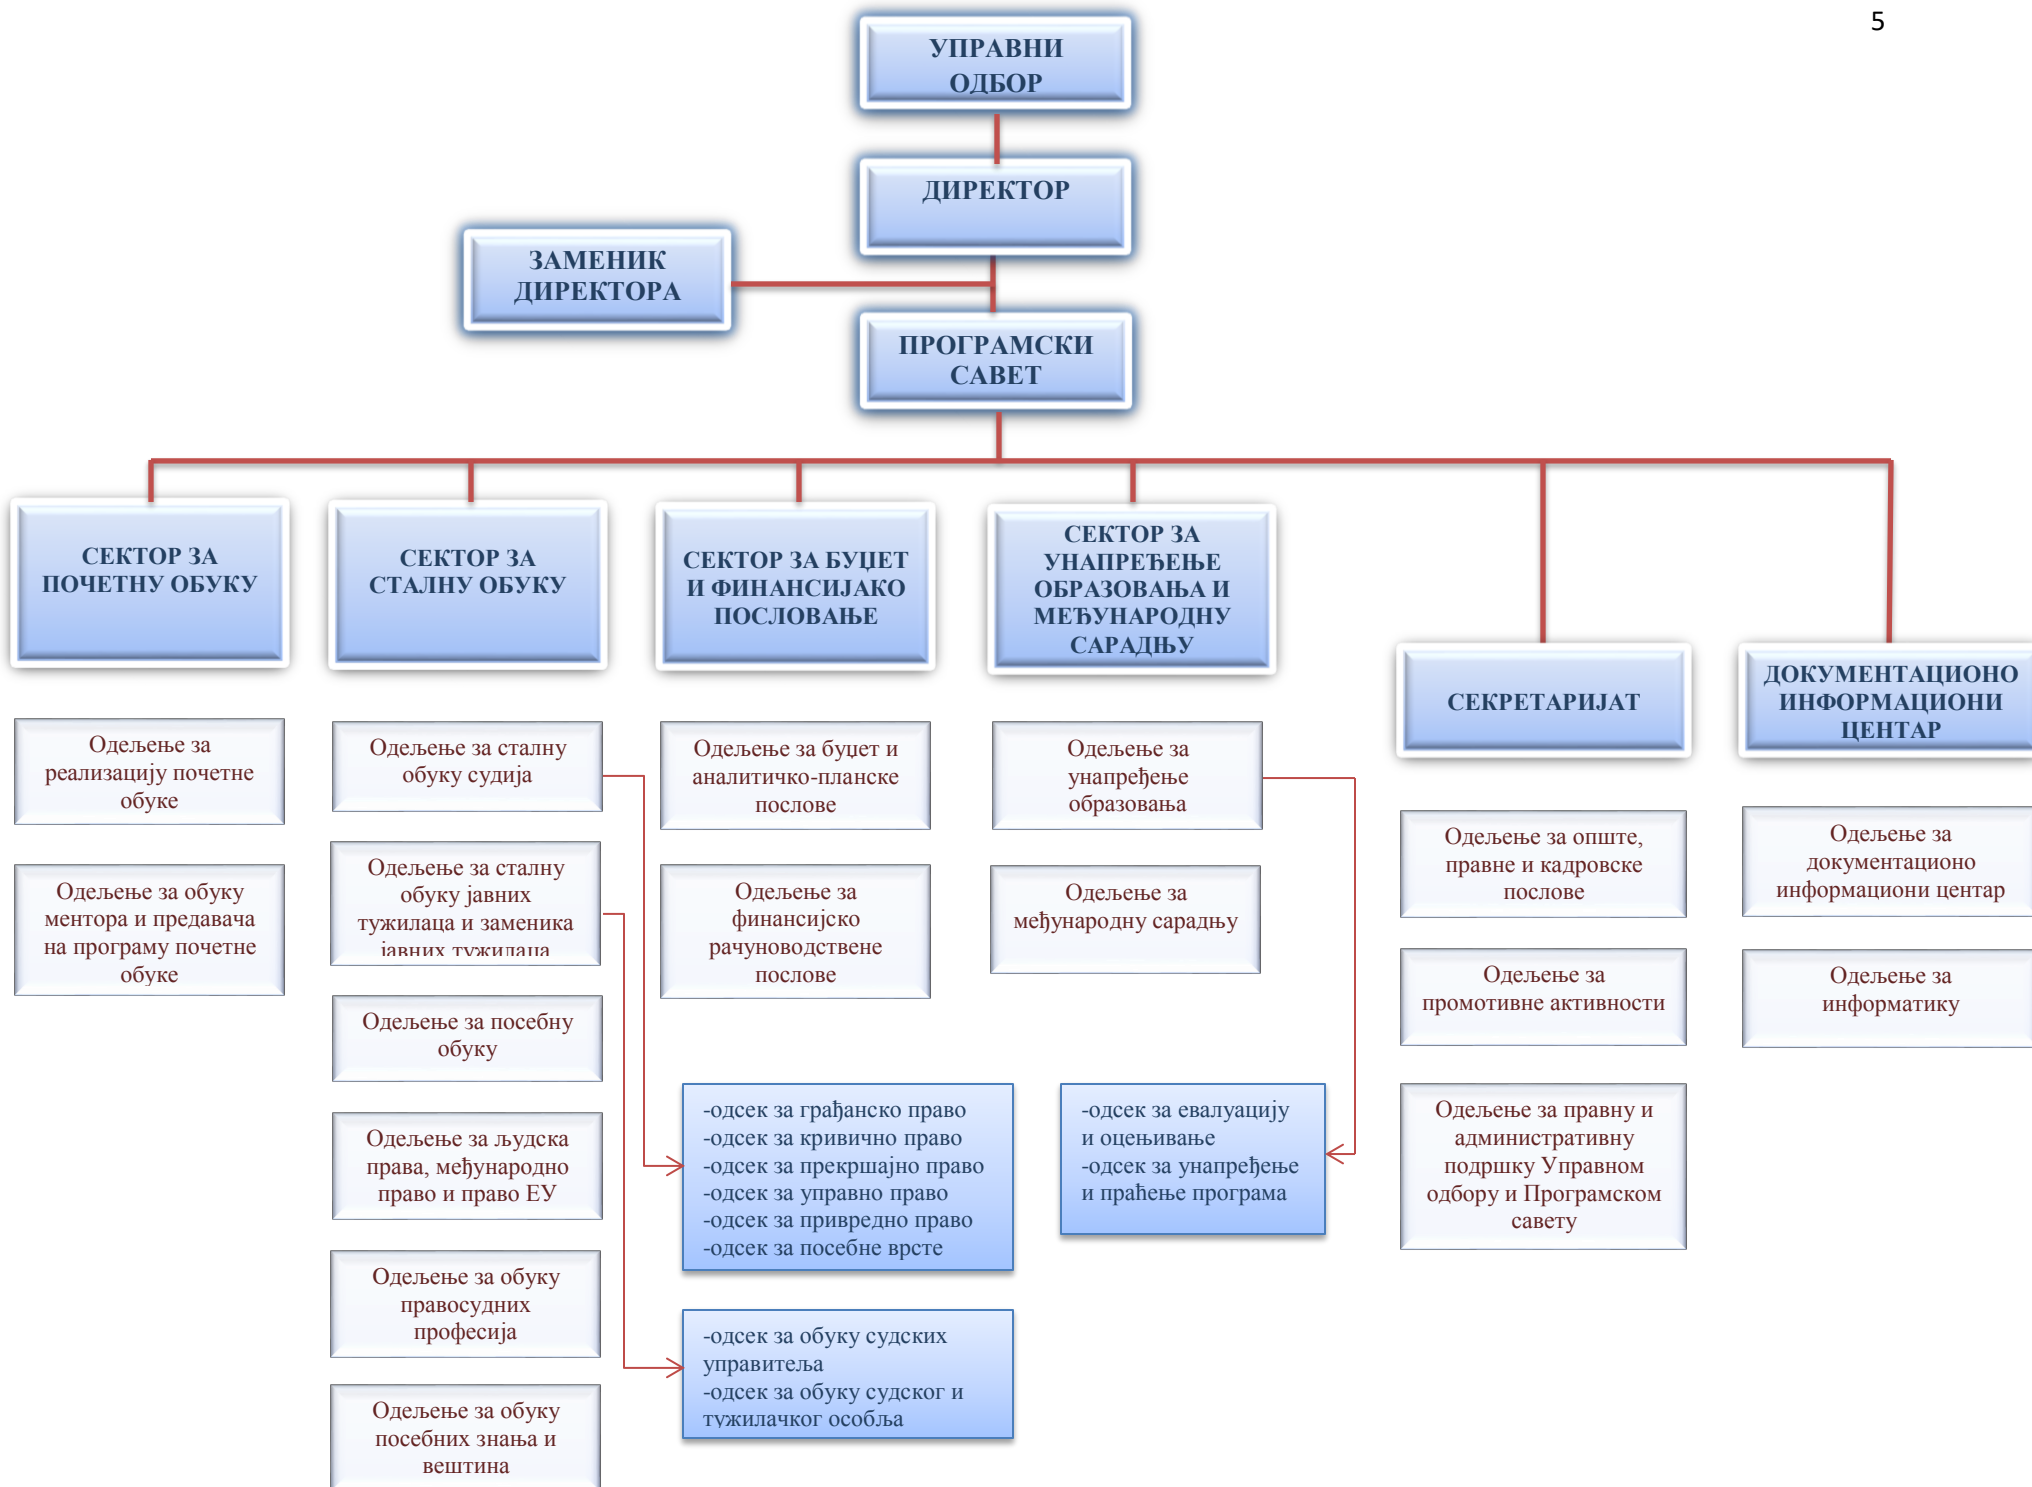 5
УПРАВНИ
ОДБОР
ДИРЕКТОР
ЗАМЕНИК
ДИРЕКТОРА
ПРОГРАМСКИ
САВЕТ
СЕКТОР ЗА
ПОЧЕТНУ ОБУКУ
СЕКТОР ЗА
СТАЛНУ ОБУКУ
СЕКТОР ЗА БУЏЕТ
И ФИНАНСИЈАКО
ПОСЛОВАЊЕ
СЕКТОР ЗА
УНАПРЕЂЕЊЕ
ОБРАЗОВАЊА И
МЕЂУНАРОДНУ
САРАДЊУ
СЕКРЕТАРИЈАТ
ДОКУМЕНТАЦИОНО
ИНФОРМАЦИОНИ
ЦЕНТАР
Одељење за
реализацију почетне
обуке
Одељење за обуку
ментора и предавача
на програму почетне
обуке
Одељење за сталну
обуку судија
Одељење за сталну
обуку јавних
тужилаца и заменика
јавних тужилаца
Одељење за посебну
обуку
Одељење за људска
права, међународно
право и право ЕУ
Одељење за обуку
правосудних
професија
Одељење за обуку
посебних знања и
вештина
Одељење за буџет и
аналитичко-планске
послове
Одељење за
финансијско
рачуноводствене
послове
-одсек за грађанско право
-одсек за кривично право
-одсек за прекршајно право
-одсек за управно право
-одсек за привредно право
-одсек за посебне врсте
-одсек за обуку судских
управитеља
-одсек за обуку судског и
тужилачког особља
Одељење за
унапређење
образовања
Одељење за
међународну сарадњу
-одсек за евалуацију
и оцењивање
-одсек за унапређење
и праћење програма
Одељење за опште,
правне и кадровске
послове
Одељење за
промотивне активности
Одељење за правну и
административну
подршку Управном
одбору и Програмском
савету
Одељење за
документационо
информациони центар
Одељење за
информатику